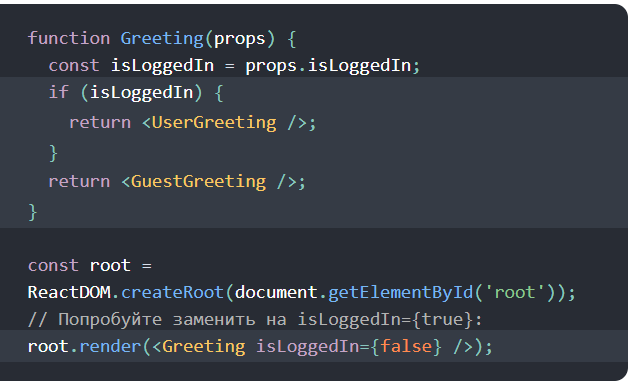 function Greeting(props) {
  const isLoggedIn = props.isLoggedIn;
  if (isLoggedIn) {
    return <UserGreeting />;
  }
  return <GuestGreeting />;
}

const root =
ReactDOM.createRoot(document.getElementById('root'));
// Попробуйте заменить на isLoggedIn={true}:
root.render(<Greeting isLoggedIn={false} />);